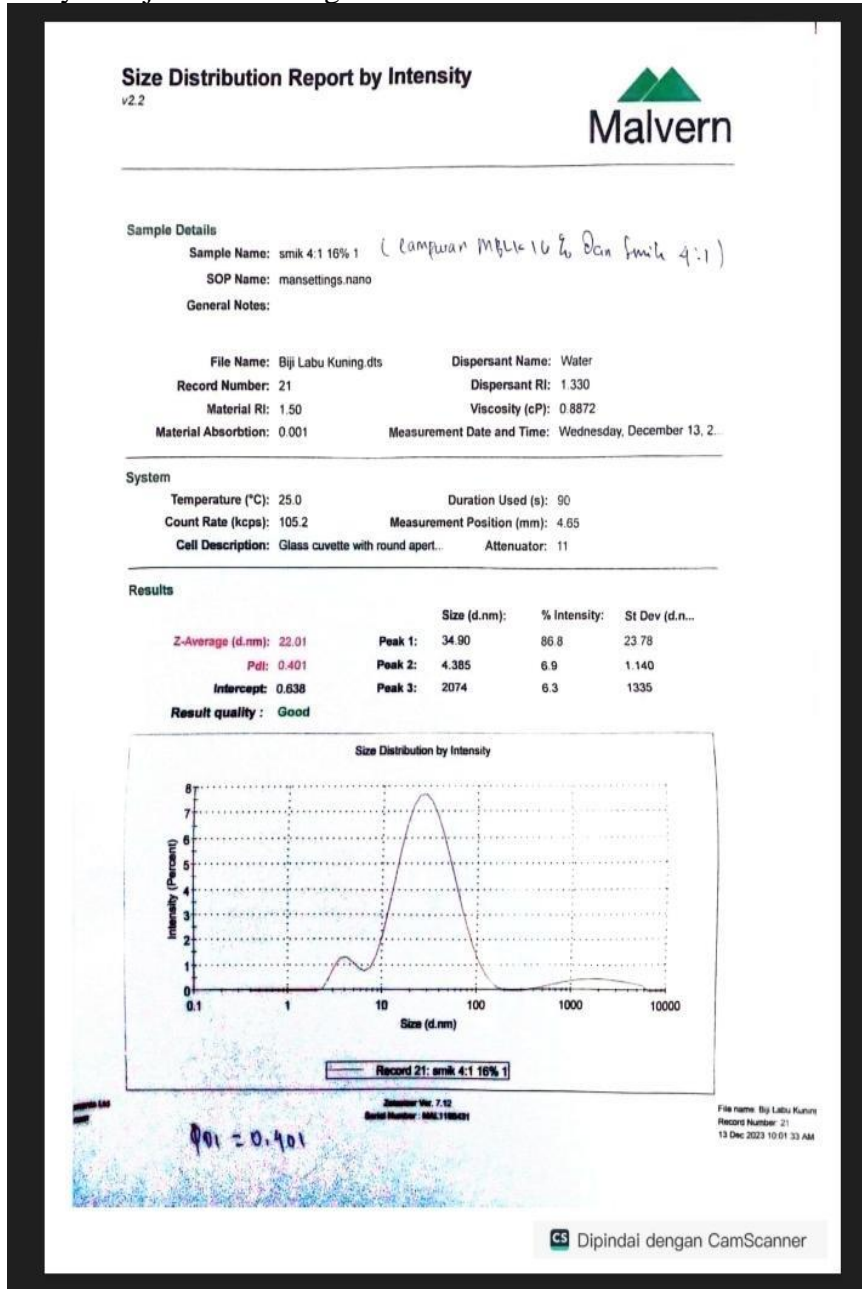 Size Distribution Report by Intensity
v2.2
Malvern
Sample Details
Sample Name: smik 4:1 16% 1 (Campuran MBLK 16 % dan Smik 4:1)
SOP Name: mansettings.nano
General Notes:
File Name: Biji Labu Kuning.dts Dispersant Name: Water
Record Number: 21 Dispersant RI: 1.330
Material RI: 1.50 Viscosity (cP): 0.8872
Material Absorbtion: 0.001 Measurement Date and Time: Wednesday, December 13, 2...
System
Temperature (°C): 25.0 Duration Used (s): 90
Count Rate (kcps): 105.2 Measurement Position (mm): 4.65
Cell Description: Glass cuvette with round apert... Attenuator: 11
Results
Size (d.nm): % Intensity: St Dev (d.n...
Z-Average (d.nm): 22.01 Peak 1: 34.90 86.8 23.78
PdI: 0.401 Peak 2: 4.385 6.9 1.140
Intercept: 0.638 Peak 3: 2074 6.3 1335
Result quality : Good
Size Distribution by Intensity
Intensity (Percent)
8
7
6
5
4
3
2
1
0
0.1 1 10 100 1000 10000
Size (d.nm)
Record 21: smik 4:1 16% 1
Ltd
Zetasizer Ver. 7.12
Serial Number : MAL1198431
File name: Biji Labu Kuning
Record Number: 21
13 Dec 2023 10:01:33 AM
PDI = 0.401
CS Dipindai dengan CamScanner